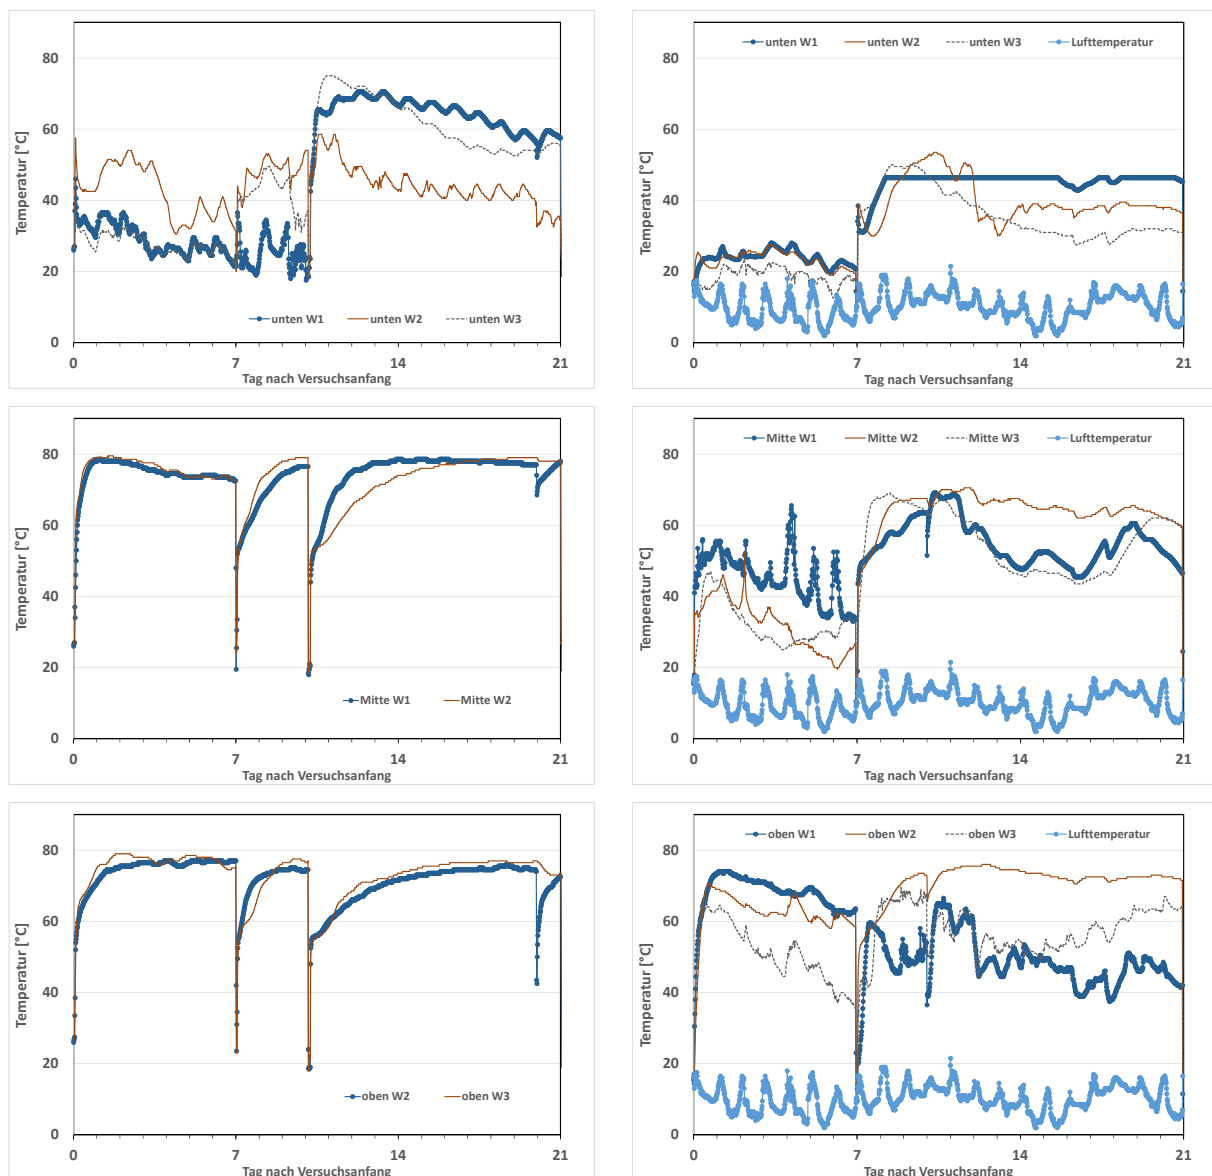 80
60
40
20
0
Temperatur [°C]
unten W1 unten W2 unten W3
0 7 14 21
Tag nach Versuchsanfang
unten W1 unten W2 unten W3 Lufttemperatur
80
60
40
20
0
Temperatur [°C]
0 7 14 21
Tag nach Versuchsanfang
80
60
40
20
0
Temperatur [°C]
Mitte W1 Mitte W2
0 7 14 21
Tag nach Versuchsanfang
Mitte W1 Mitte W2 Mitte W3 Lufttemperatur
80
60
40
20
0
Temperatur [°C]
0 7 14 21
Tag nach Versuchsanfang
80
60
40
20
0
Temperatur [°C]
oben W2 oben W3
0 7 14 21
Tag nach Versuchsanfang
oben W1 oben W2 oben W3 Lufttemperatur
80
60
40
20
0
Temperatur [°C]
0 7 14 21
Tag nach Versuchsanfang